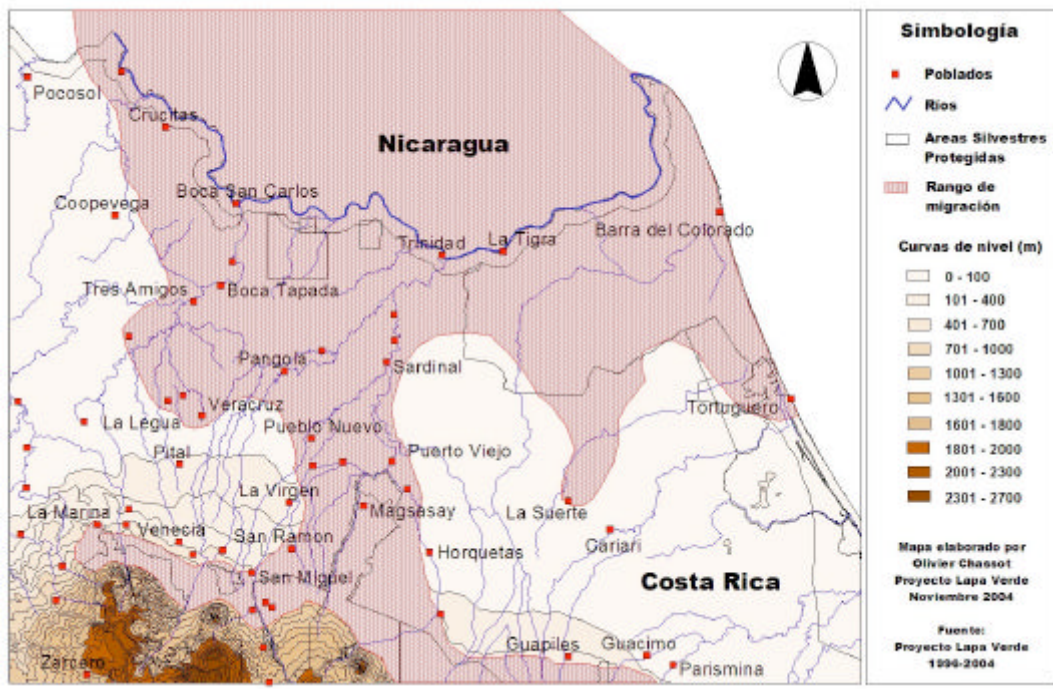 Nicaragua
Pocosol
Crucitas
Boca San Carlos
Coopevega
Trinidad
La Tigra
Barra del Colorado
Tres Amigos
Boca Tapada
Pangola
Sardinal
Veracruz
La Legua
Pueblo Nuevo
Tortuguero
Pital
Puerto Viejo
La Virgen
Magsasay
La Suerte
La Marina
Venecia
San Ramon
Cariari
Horquetas
San Miguel
Costa Rica
Guapiles
Guacimo
Zarcero
Parismina
Simbología
Poblados
Ríos
Areas Silvestres
Protegidas
Rango de
migración
Curvas de nivel (m)
0 - 100
101 - 400
401 - 700
701 - 1000
1001 - 1300
1301 - 1600
1601 - 1800
1801 - 2000
2001 - 2300
2301 - 2700
Mapa elaborado por
Olivier Chassot
Proyecto Lapa Verde
Noviembre 2004
Fuente:
Proyecto Lapa Verde
1996-2004